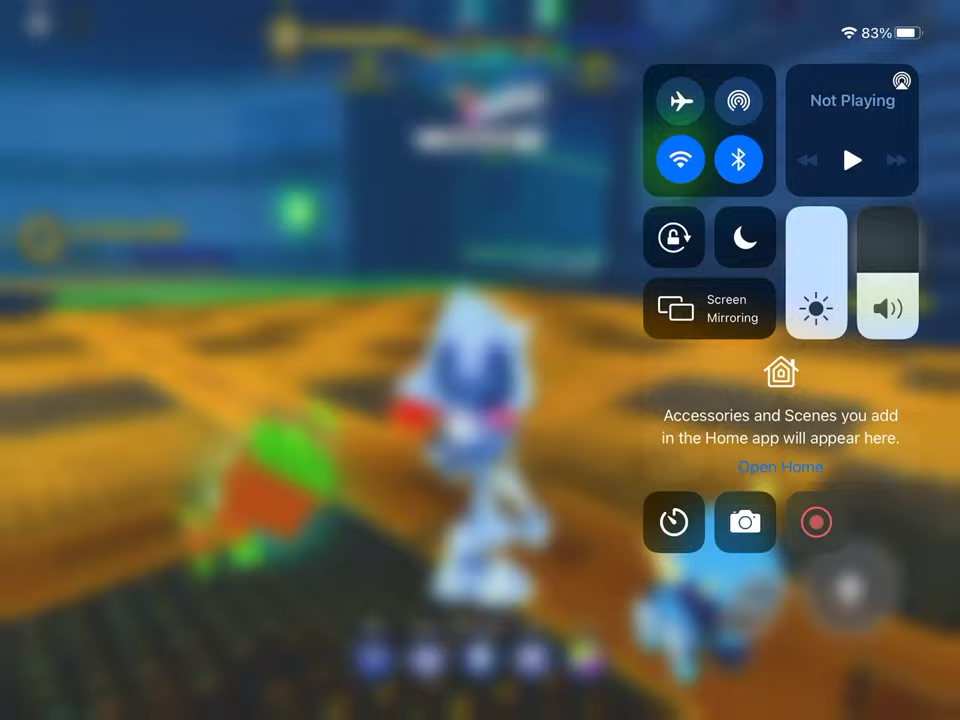 83%
Not Playing
Screen
Mirroring
Accessories and Scenes you add
in the Home app will appear here.
Open Home